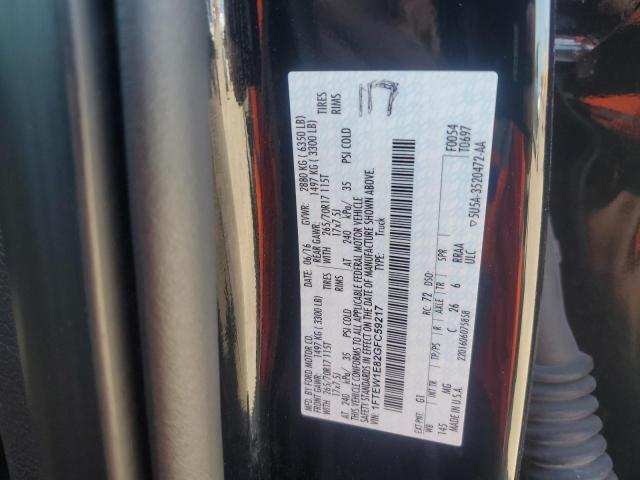 MFD. BY FORD MOTOR CO.
DATE: 06/16 GVWR: 2880 KG ( 6350 LB)
FRONT GAWR: 1497 KG ( 3300 LB) REAR GAWR: 1497 KG ( 3300 LB)
WITH 265/70R17 115T TIRES WITH 265/70R17 115T TIRES
17x7.5J RIMS 17x7.5J RIMS
AT 240 kPa/ 35 PSI COLD AT 240 kPa/ 35 PSI COLD
THIS VEHICLE CONFORMS TO ALL APPLICABLE FEDERAL MOTOR VEHICLE
SAFETY STANDARDS IN EFFECT ON THE DATE OF MANUFACTURE SHOWN ABOVE.
VIN: 1FTEW1E82GFC59217
TYPE: Truck
EXT PNT: G1 RC: 72 DSO: F0054
WB INT TR TP/PS R AXLE TR SPR T0697
145 C 26 6 RRAA
ULC
2201606075858
5U5A-3520472-AA